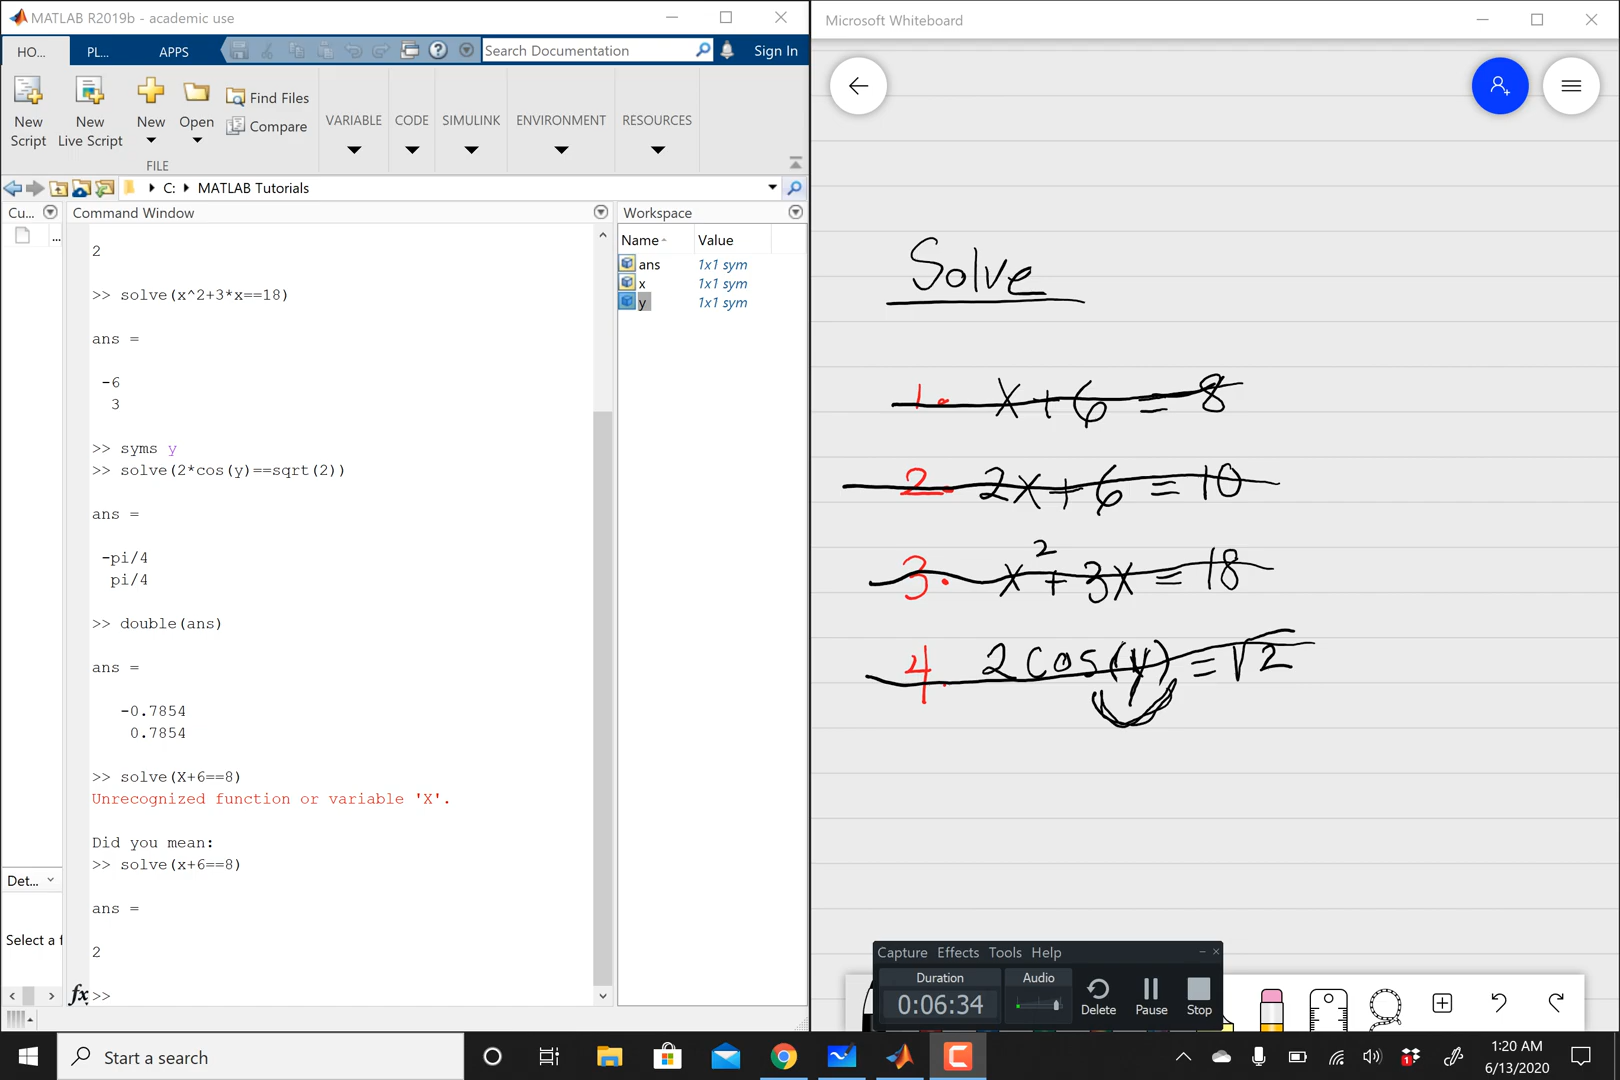 MATLAB R2019b - academic use
HO... PL... APPS
Search Documentation
Sign In
New Script
New Live Script
New
Open
Find Files
Compare
FILE
VARIABLE
CODE
SIMULINK
ENVIRONMENT
RESOURCES
C: MATLAB Tutorials
Cu...
...
Det...
Select a f
Command Window
2
>> solve(x^2+3*x==18)
ans =
-6
3
>> syms y
>> solve(2*cos(y)==sqrt(2))
ans =
-pi/4
pi/4
>> double(ans)
ans =
-0.7854
0.7854
>> solve(X+6==8)
Unrecognized function or variable 'X'.
Did you mean:
>> solve(x+6==8)
ans =
2
fx >>
Workspace
Name Value
ans 1x1 sym
x 1x1 sym
y 1x1 sym
Microsoft Whiteboard
Solve
1. x + 6 = 8
2. 2x + 6 = 10
3. x² + 3x = 18
4. 2 cos(y) = √2
Capture Effects Tools Help
Duration
0:06:34
Audio
Delete
Pause
Stop
Start a search
1
1:20 AM
6/13/2020